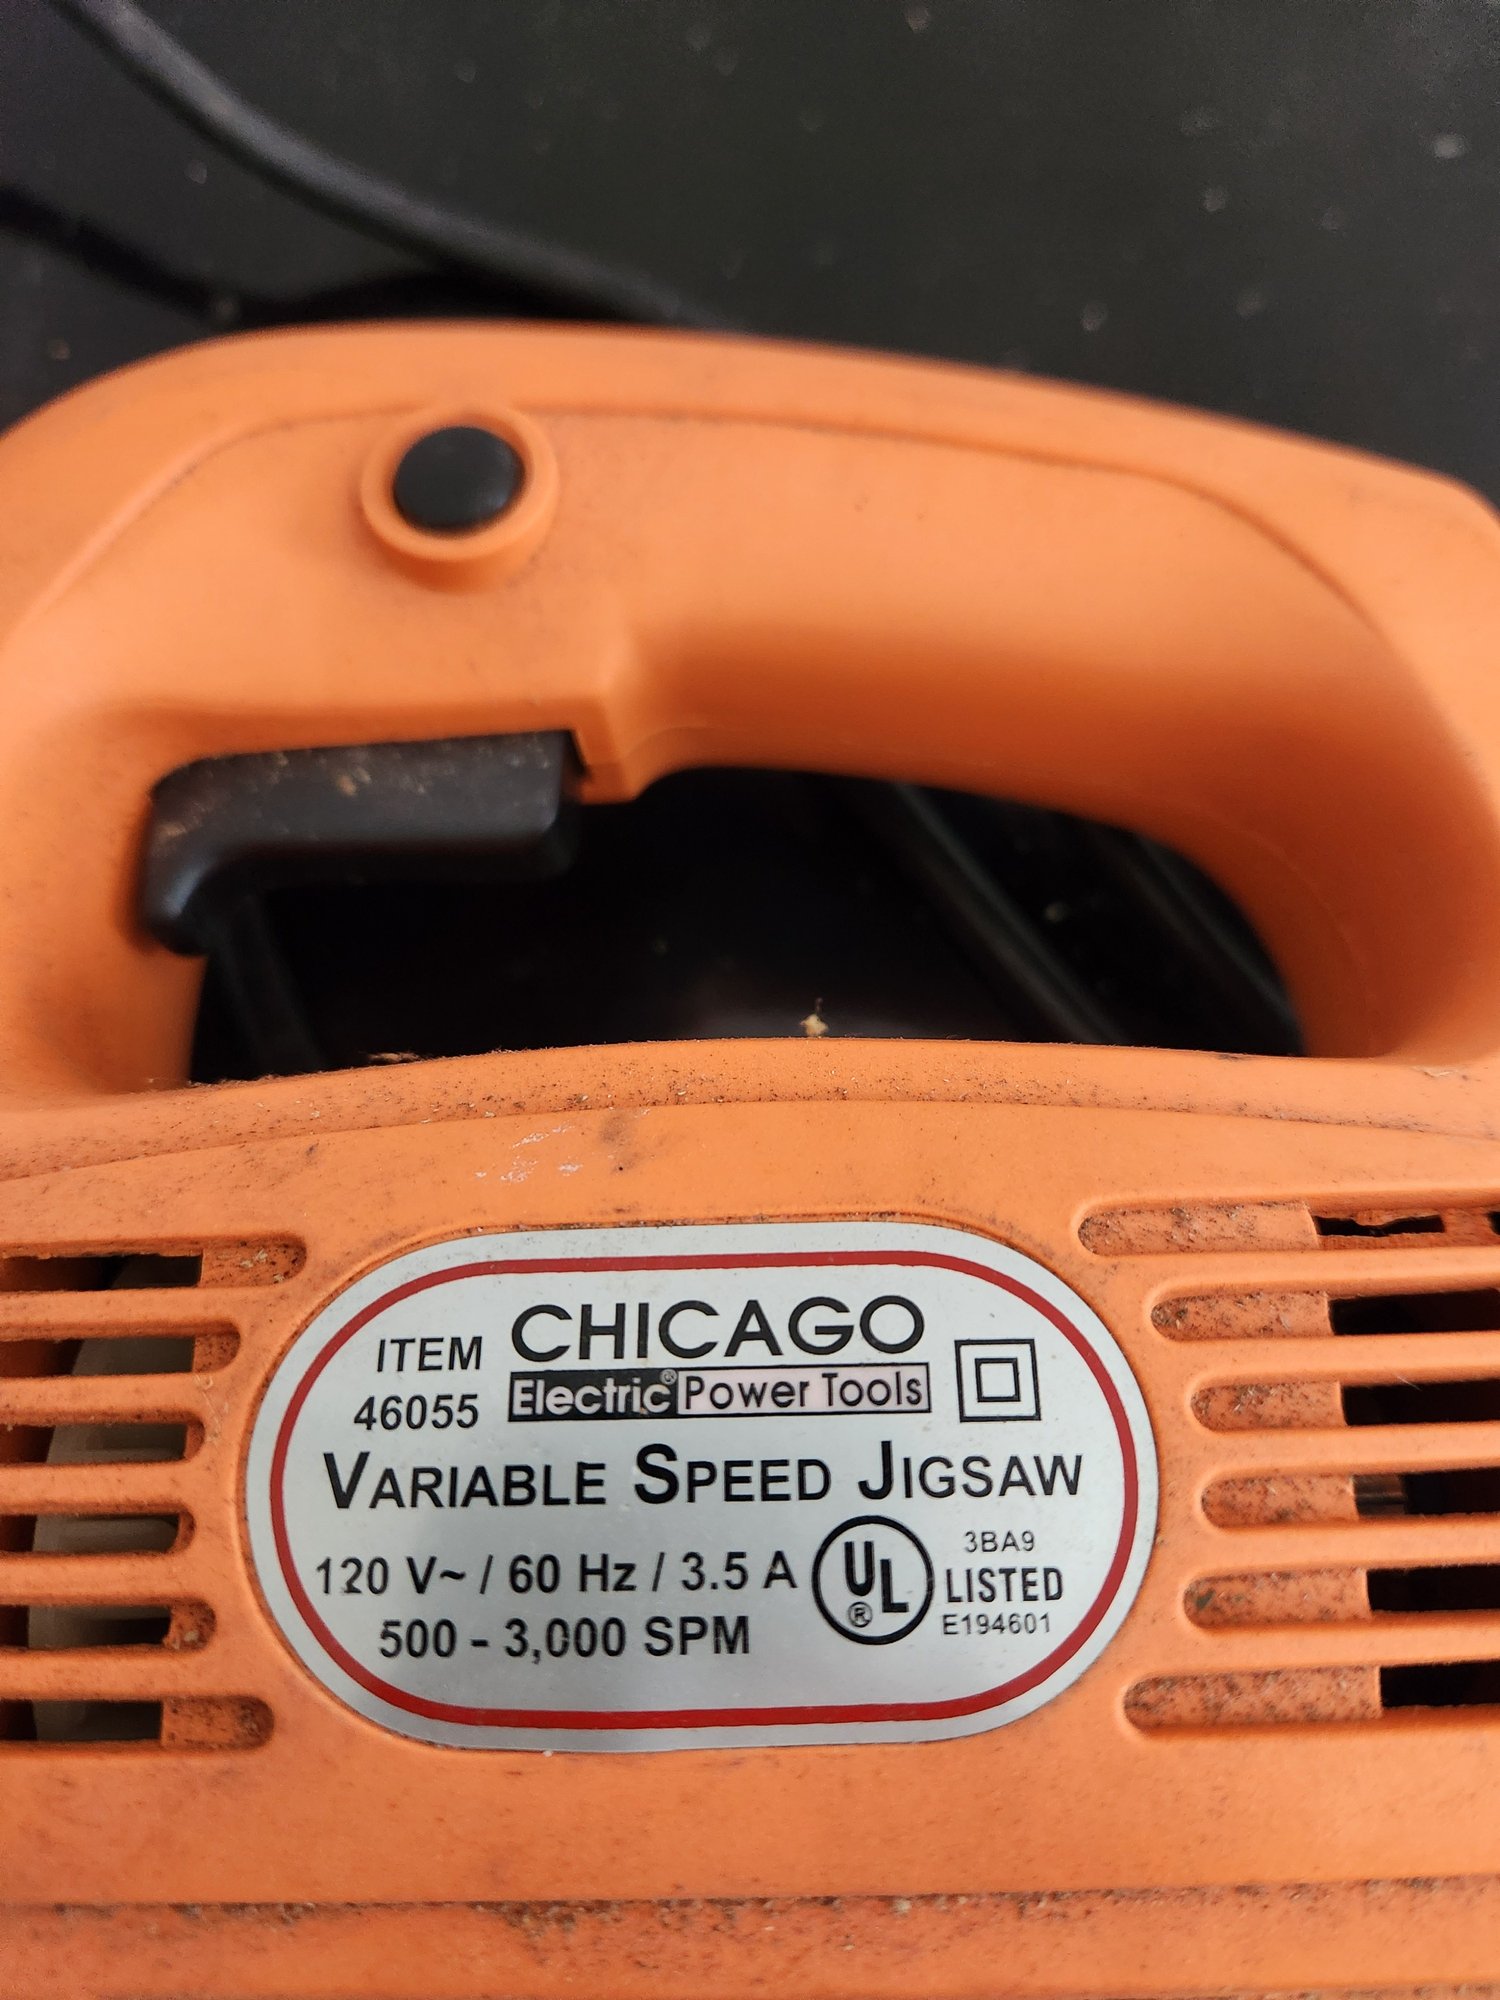 ITEM
46055
CHICAGO
Electric® Power Tools
VARIABLE SPEED JIGSAW
120 V~ / 60 Hz / 3.5 A
500 - 3,000 SPM
UL®
3BA9
LISTED
E194601